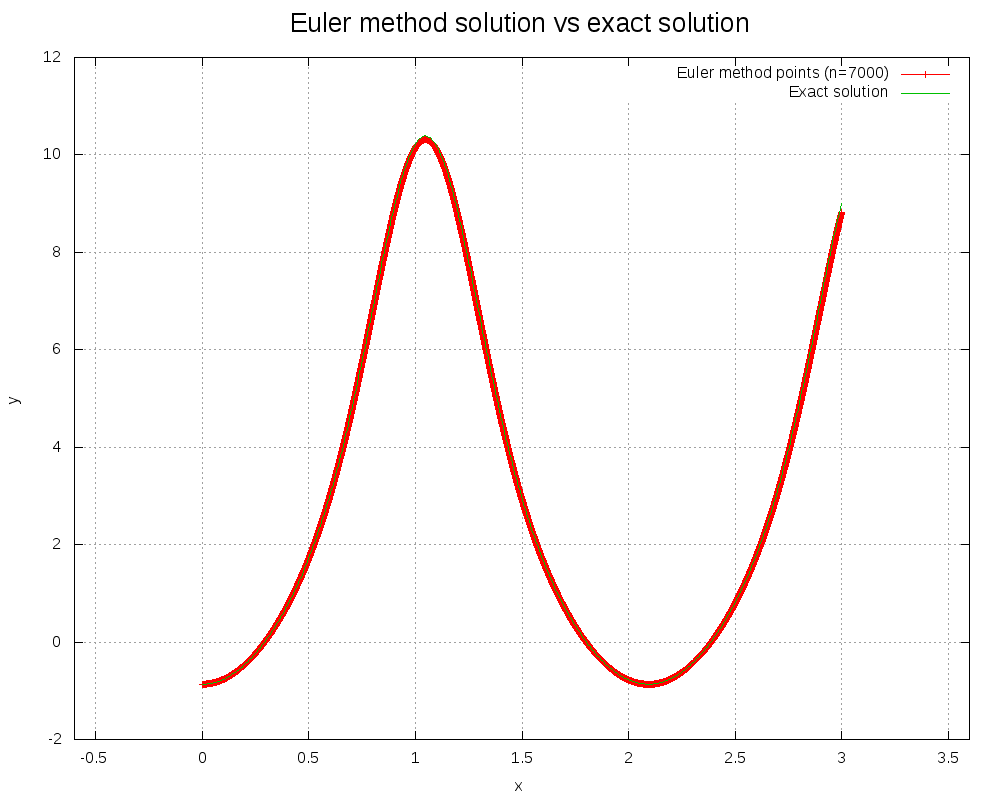 Euler method solution vs exact solution
Euler method points (n=7000)
Exact solution
12
10
8
6
4
2
0
-2
y
-0.5 0 0.5 1 1.5 2 2.5 3 3.5
x